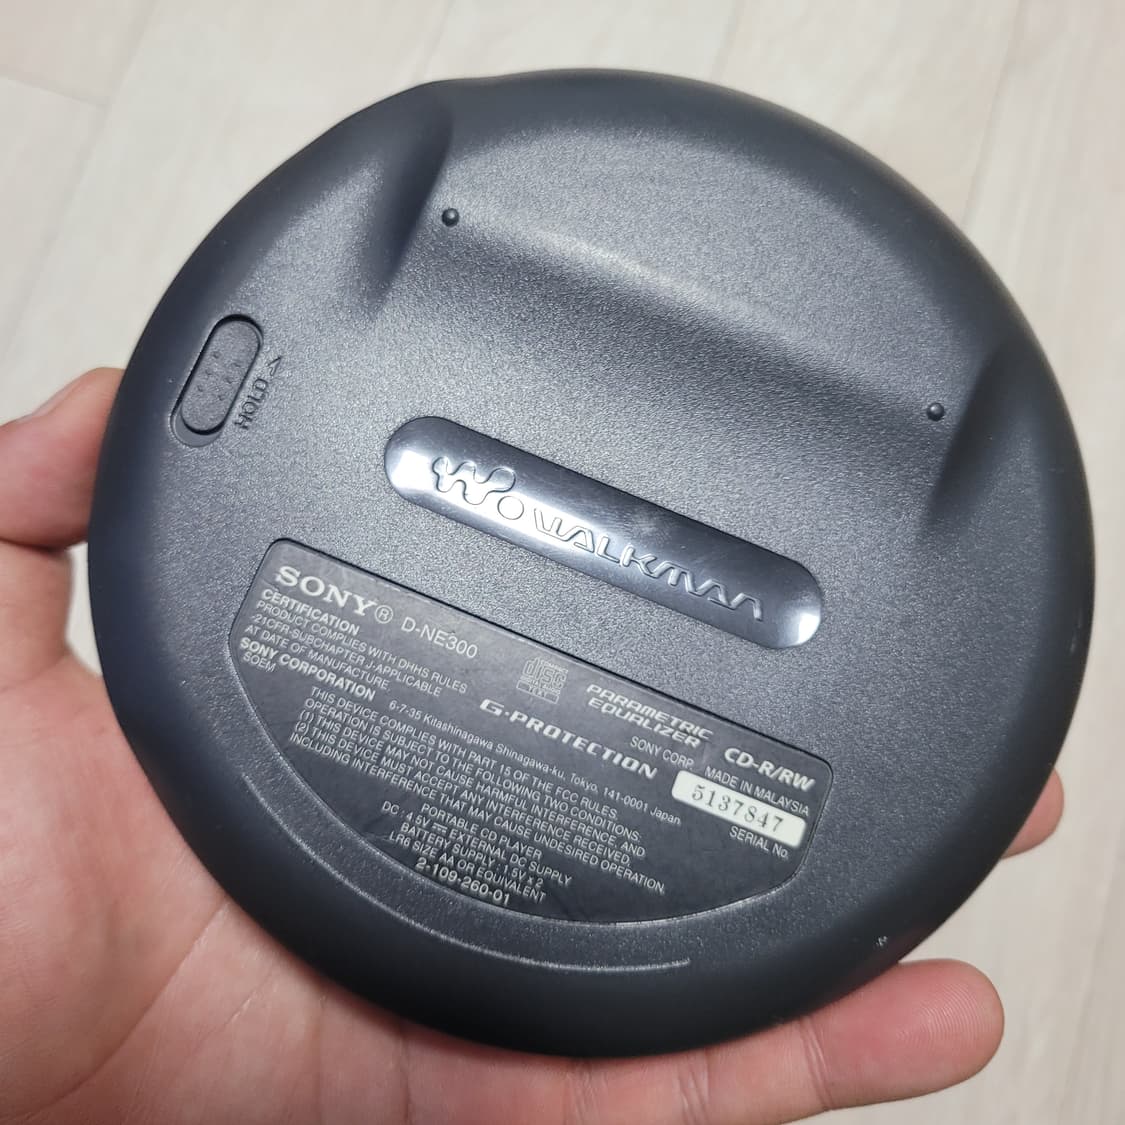 HOLD
WALKMAN
SONY® D-NE300
CERTIFICATION
PRODUCT COMPLIES WITH DHHS RULES
21CFR-SUBCHAPTER J-APPLICABLE
AT DATE OF MANUFACTURE.
SONY CORPORATION 6-7-35 Kitashinagawa Shinagawa-ku, Tokyo, 141-0001 Japan
SOEM
disc
TEXT
G·PROTECTION
PARAMETRIC
EQUALIZER
CD-R/RW
SONY CORP. MADE IN MALAYSIA
5137847
SERIAL No.
THIS DEVICE COMPLIES WITH PART 15 OF THE FCC RULES.
OPERATION IS SUBJECT TO THE FOLLOWING TWO CONDITIONS.
(1) THIS DEVICE MAY NOT CAUSE HARMFUL INTERFERENCE, AND
(2) THIS DEVICE MUST ACCEPT ANY INTERFERENCE RECEIVED,
INCLUDING INTERFERENCE THAT MAY CAUSE UNDESIRED OPERATION.
PORTABLE CD PLAYER
DC : 4.5V ⎓ EXTERNAL DC SUPPLY
BATTERY SUPPLY: 1.5V x 2
LR6 SIZE AA OR EQUIVALENT
2-109-260-01